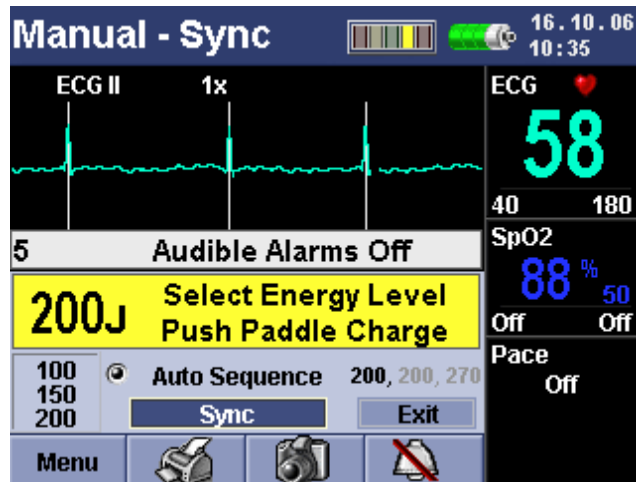 Manual - Sync
16.10.06
10:35
ECG II 1x
ECG
58
40 180
5 Audible Alarms Off
SpO2
88 % 50
Off Off
200J
Select Energy Level
Push Paddle Charge
Pace
Off
100
150
200
Auto Sequence 200, 200, 270
Sync Exit
Menu